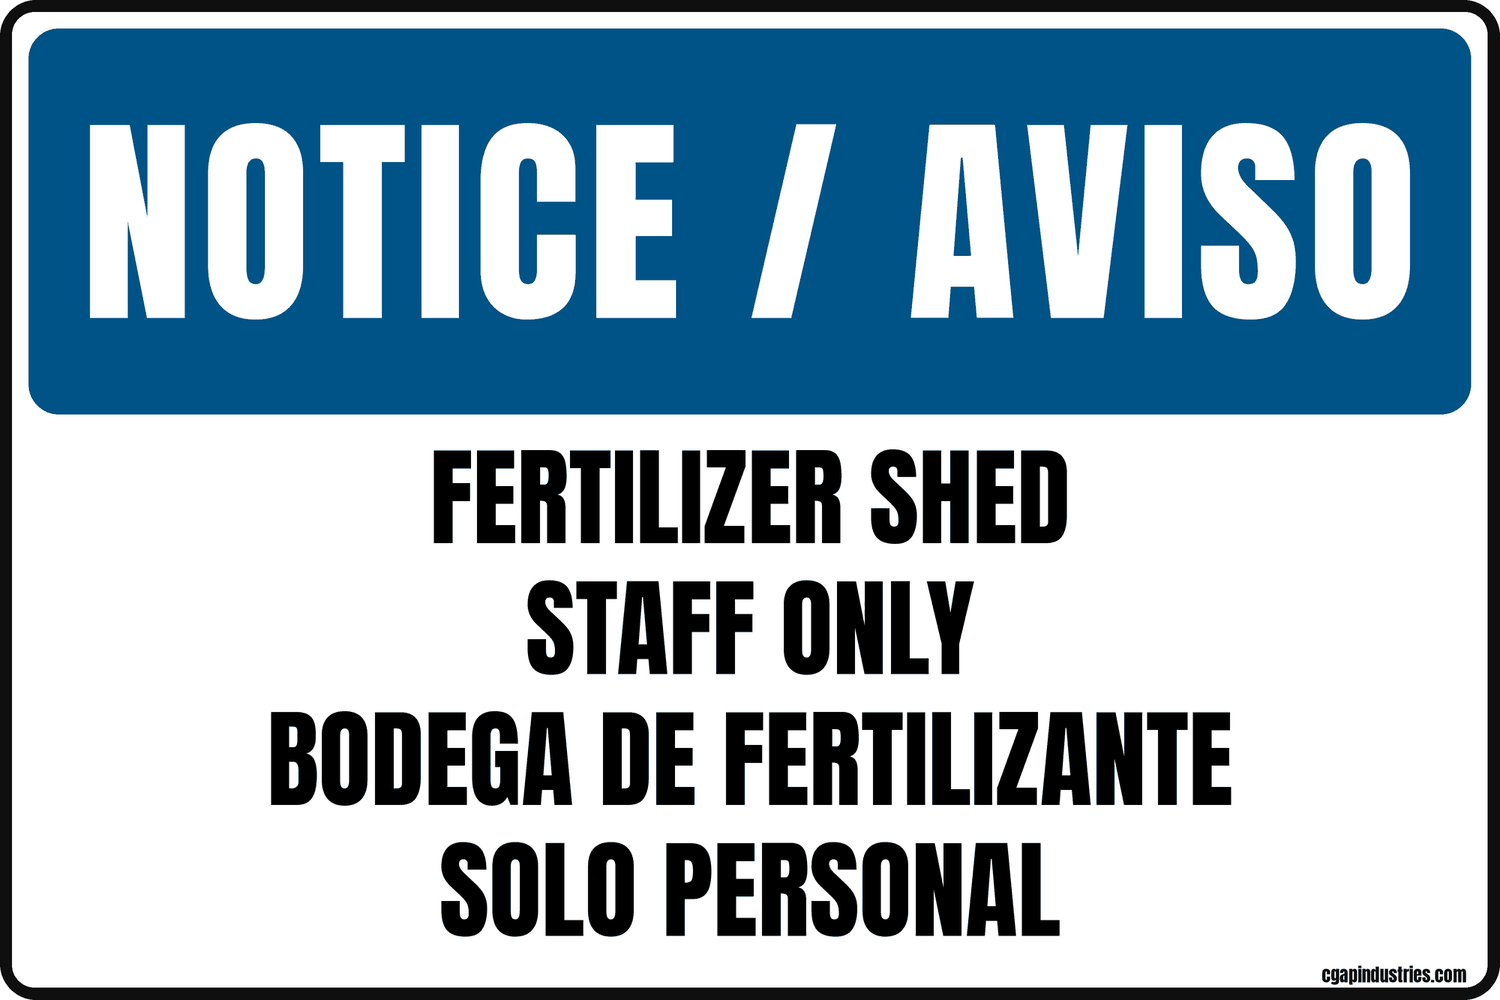 NOTICE / AVISO
FERTILIZER SHED
STAFF ONLY
BODEGA DE FERTILIZANTE
SOLO PERSONAL
cgapindustries.com